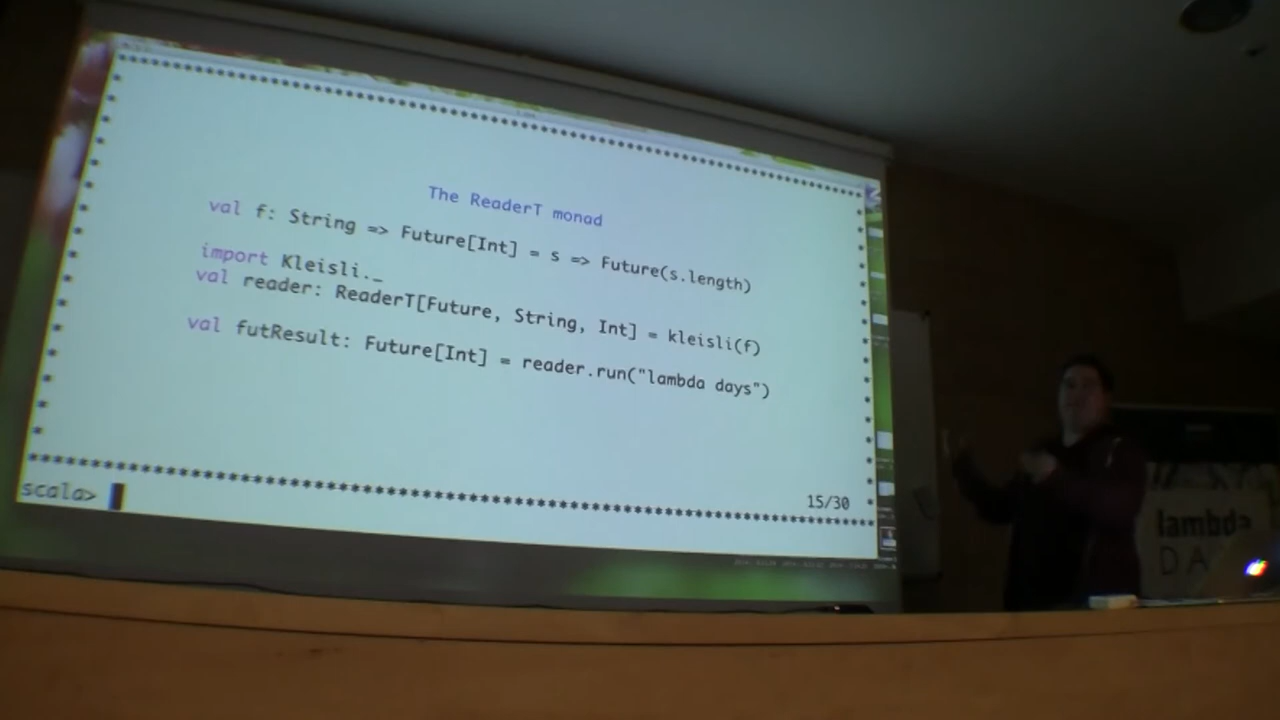 The ReaderT monad
val f: String => Future[Int] = s => Future(s.length)
import Kleisli._
val reader: ReaderT[Future, String, Int] = kleisli(f)
val futResult: Future[Int] = reader.run("lambda days")
15/30
scala>
lambda
DA